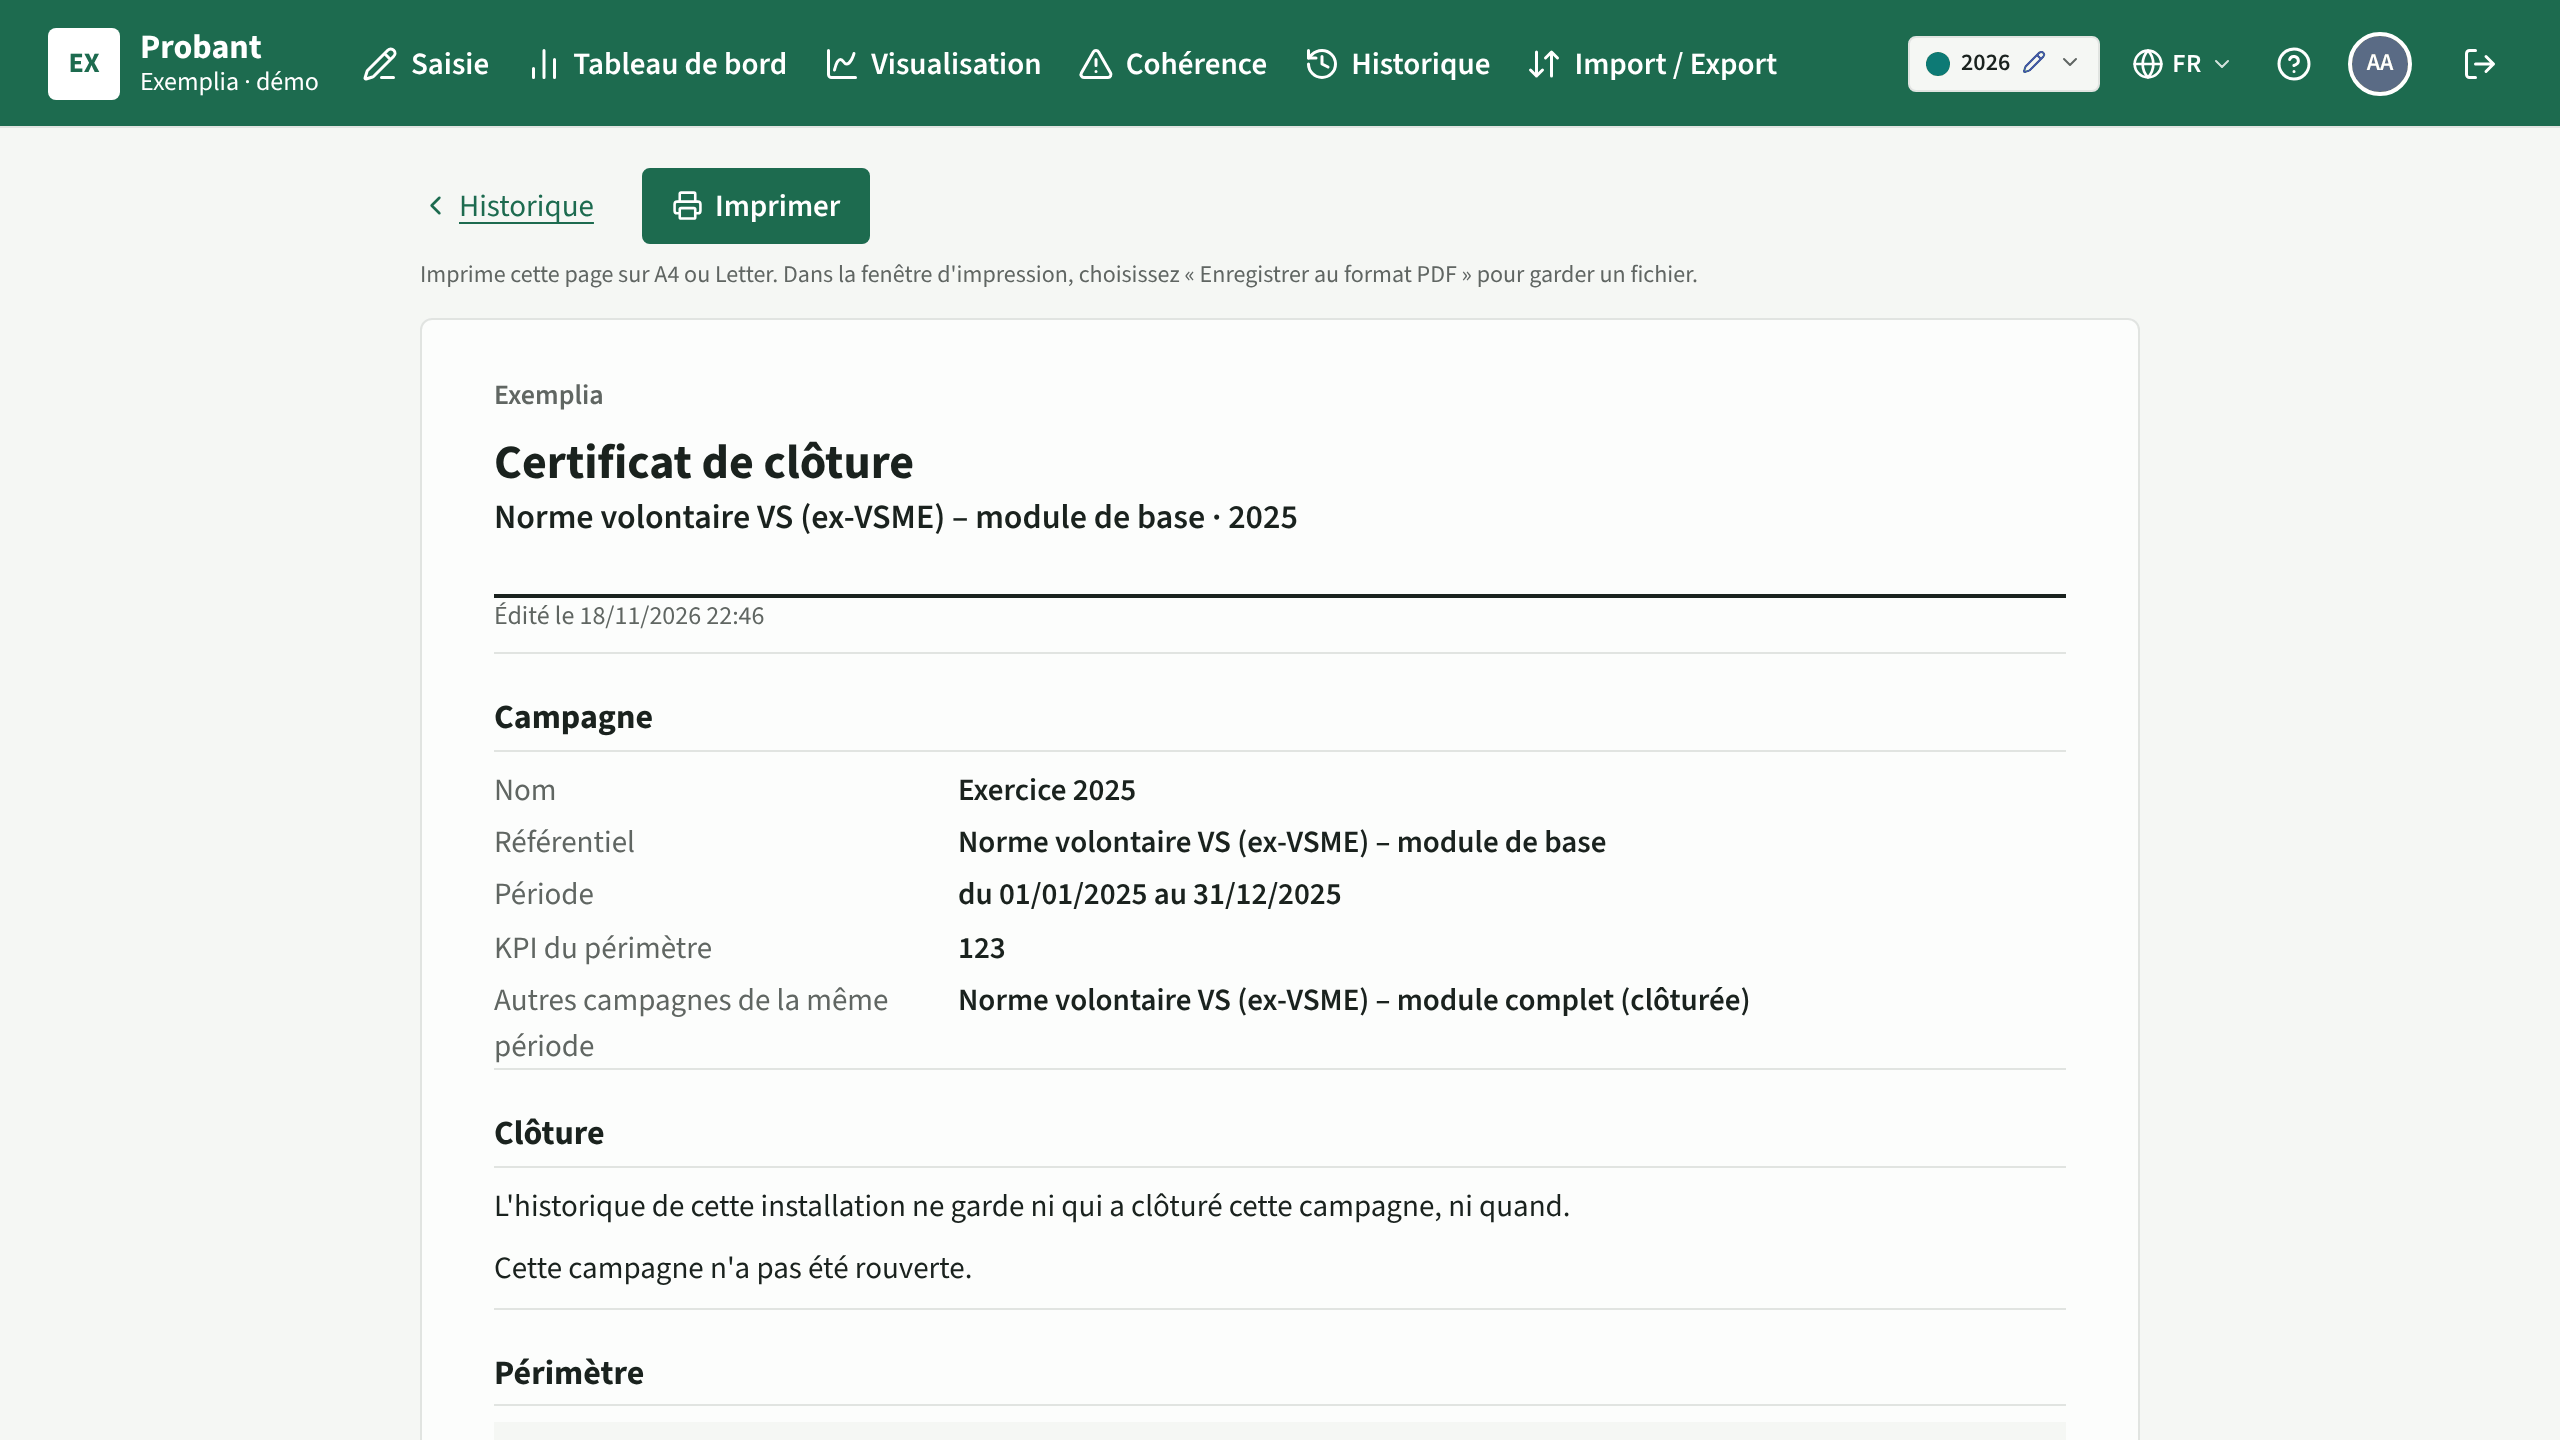 EX
Probant
Exemplia · démo
Saisie
Tableau de bord
Visualisation
Cohérence
Historique
Import / Export
2026
FR
AA
Historique
Imprimer
Imprime cette page sur A4 ou Letter. Dans la fenêtre d'impression, choisissez « Enregistrer au format PDF » pour garder un fichier.
Exemplia
Certificat de clôture
Norme volontaire VS (ex-VSME) – module de base · 2025
Édité le 18/11/2026 22:46
Campagne
Nom Exercice 2025
Référentiel Norme volontaire VS (ex-VSME) – module de base
Période du 01/01/2025 au 31/12/2025
KPI du périmètre 123
Autres campagnes de la même Norme volontaire VS (ex-VSME) – module complet (clôturée)
période
Clôture
L'historique de cette installation ne garde ni qui a clôturé cette campagne, ni quand.
Cette campagne n'a pas été rouverte.
Périmètre